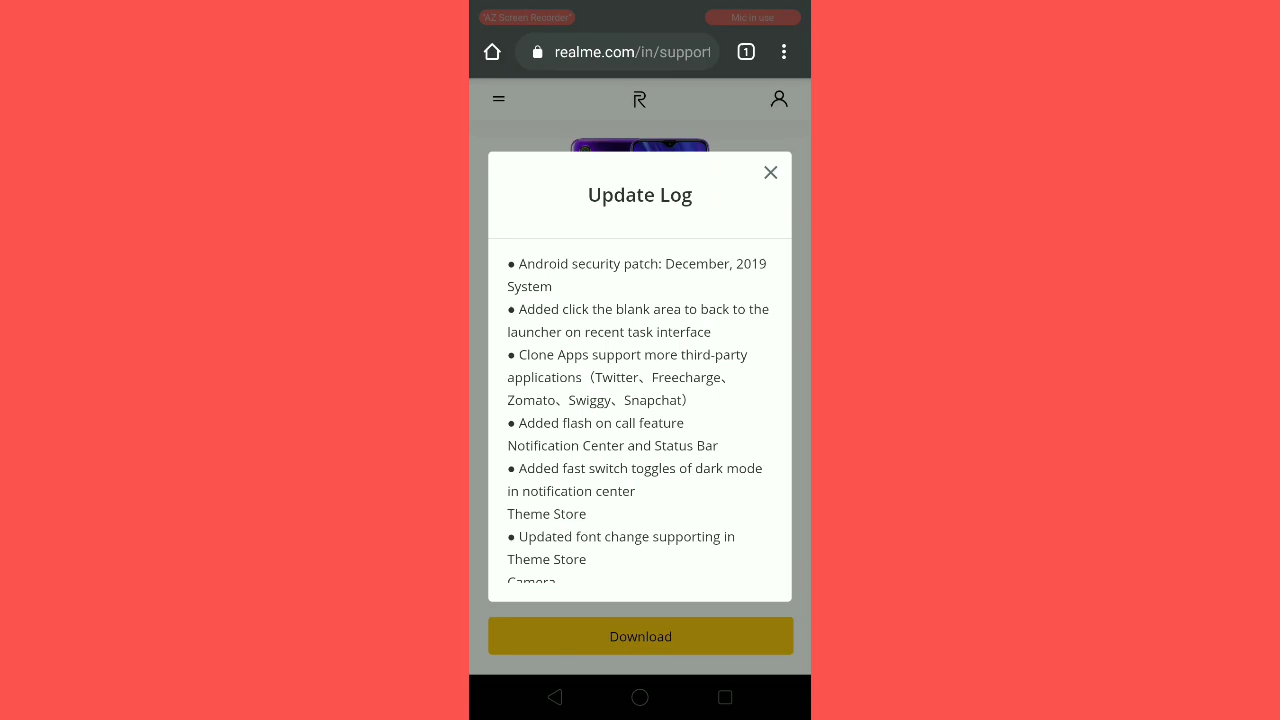 "AZ Screen Recorder"
Mic in use
realme.com/in/support
1
Update Log
● Android security patch: December, 2019
System
● Added click the blank area to back to the
launcher on recent task interface
● Clone Apps support more third-party
applications（Twitter、Freecharge、
Zomato、Swiggy、Snapchat）
● Added flash on call feature
Notification Center and Status Bar
● Added fast switch toggles of dark mode
in notification center
Theme Store
● Updated font change supporting in
Theme Store
Camera
Download